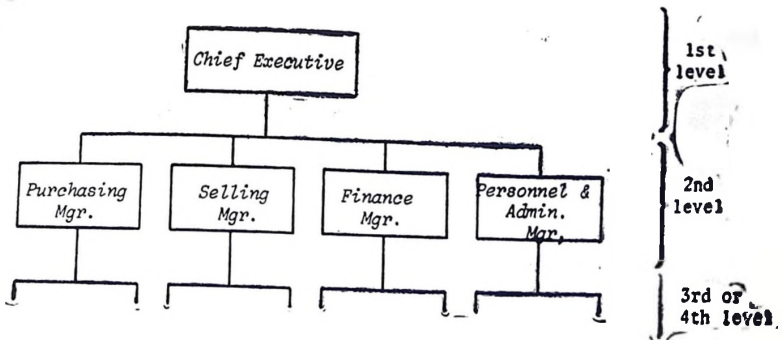 Chief Executive
1st
level
Purchasing
Mgr.
Selling
Mgr.
Finance
Mgr.
Personnel &
Admin.
Mgr,
2nd
level
3rd or
4th level